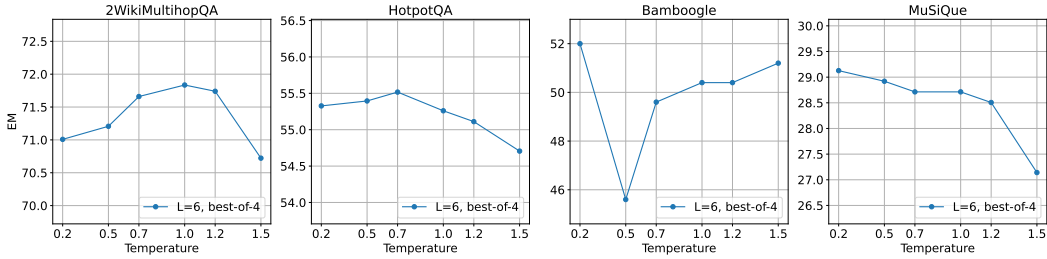 2WikiMultihopQA
72.5
72.0
71.5
71.0
70.5
70.0
EM
0.2 0.5 0.7 1.0 1.2 1.5
Temperature
L=6, best-of-4
HotpotQA
56.5
56.0
55.5
55.0
54.5
54.0
0.2 0.5 0.7 1.0 1.2 1.5
Temperature
L=6, best-of-4
Bamboogle
52
50
48
46
0.2 0.5 0.7 1.0 1.2 1.5
Temperature
L=6, best-of-4
MuSiQue
30.0
29.5
29.0
28.5
28.0
27.5
27.0
26.5
0.2 0.5 0.7 1.0 1.2 1.5
Temperature
L=6, best-of-4